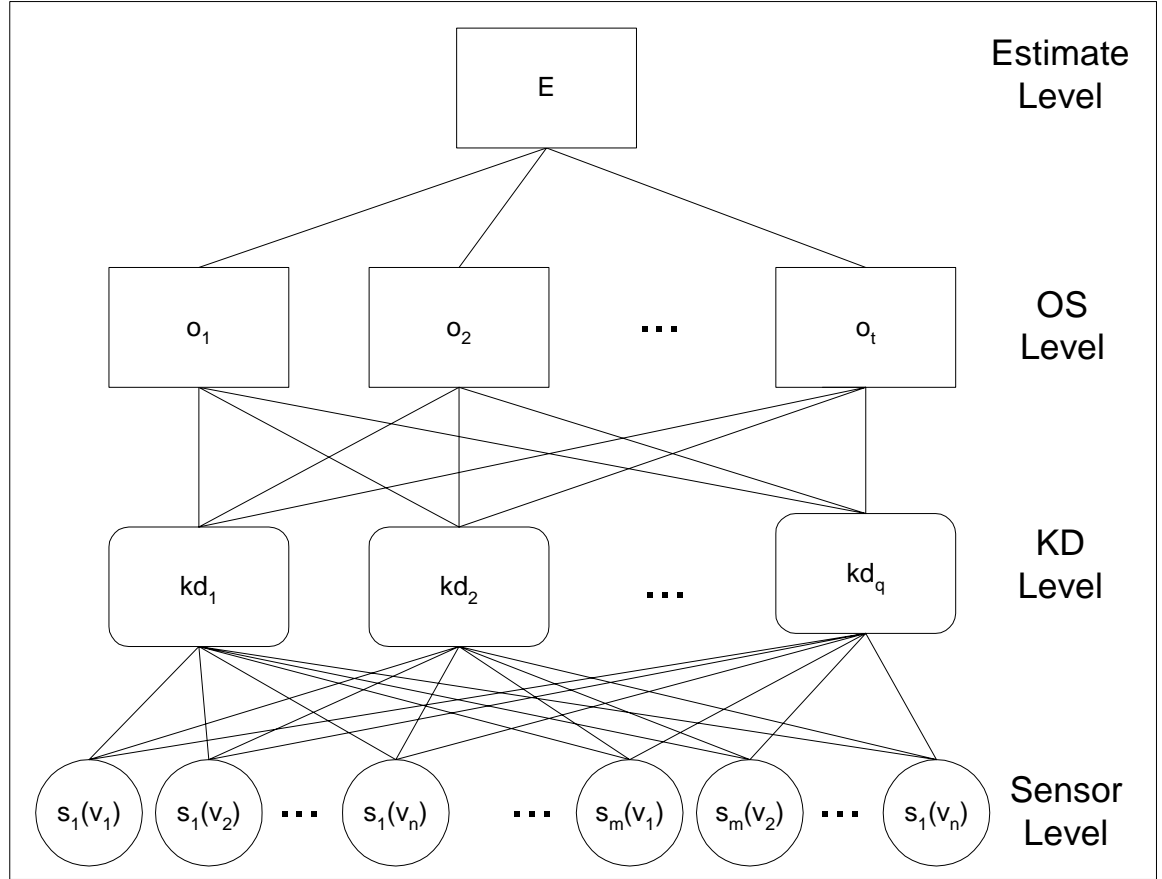 E
Estimate
Level
o₁
o₂
...
oₜ
OS
Level
kd₁
kd₂
...
kd_q
KD
Level
s₁(v₁)
s₁(v₂)
...
s₁(vₙ)
...
sₘ(v₁)
sₘ(v₂)
...
s₁(vₙ)
Sensor
Level